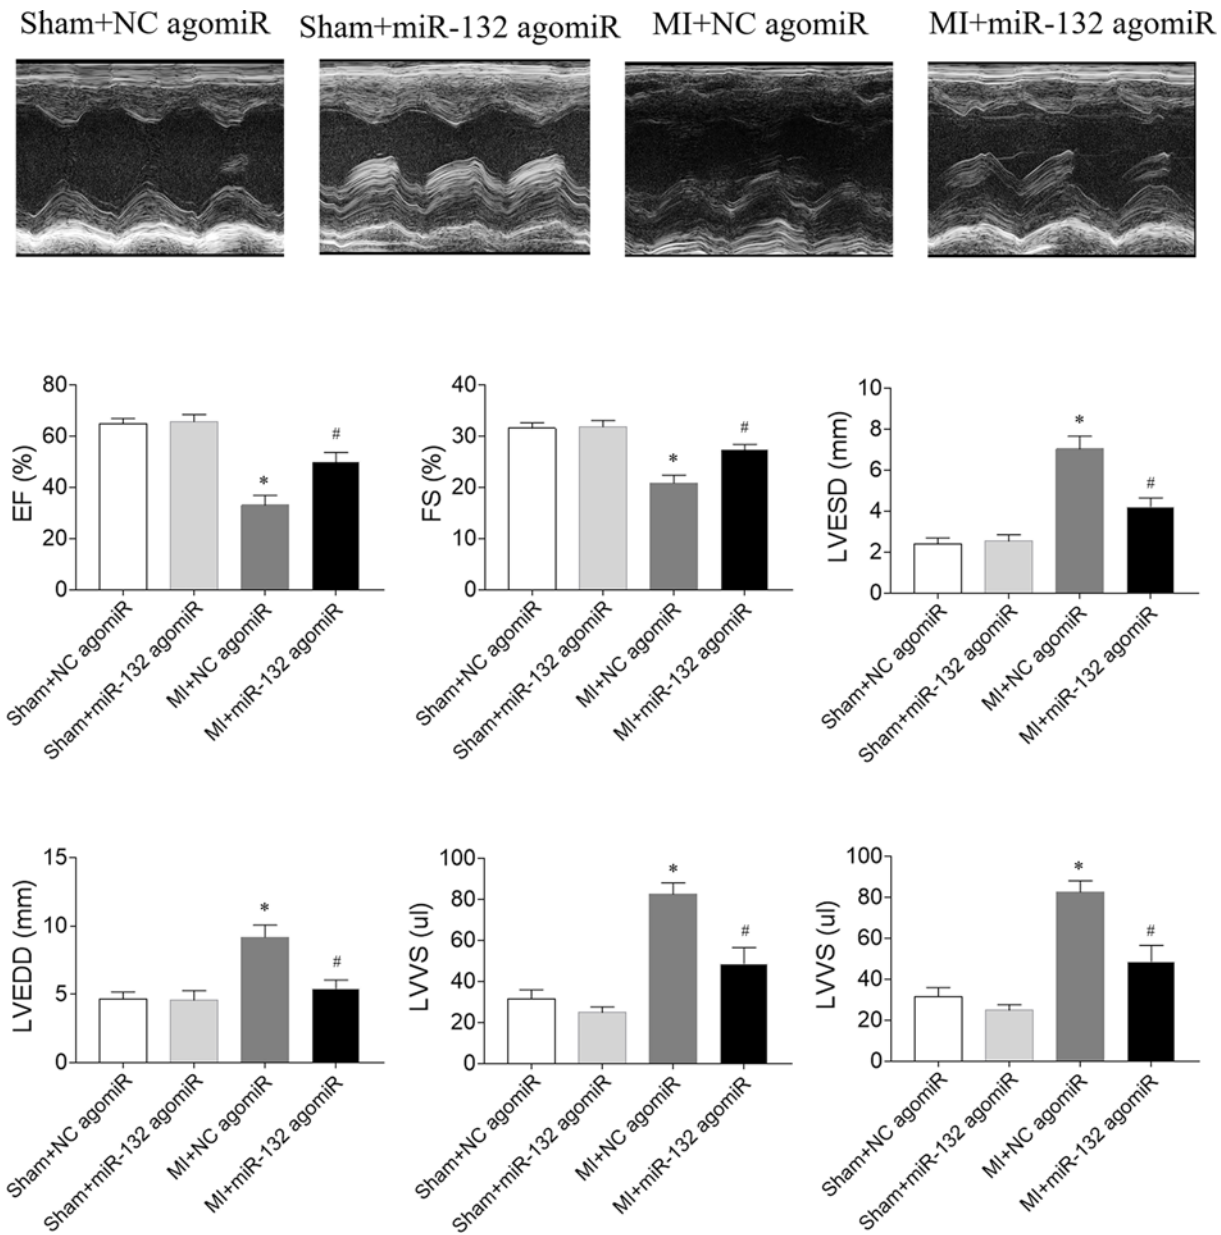 Sham+NC agomiR
Sham+miR-132 agomiR
MI+NC agomiR
MI+miR-132 agomiR
EF (%)
80
60
40
20
0
*
#
Sham+NC agomiR
Sham+miR-132 agomiR
MI+NC agomiR
MI+miR-132 agomiR
FS (%)
40
30
20
10
0
*
#
Sham+NC agomiR
Sham+miR-132 agomiR
MI+NC agomiR
MI+miR-132 agomiR
LVESD (mm)
10
8
6
4
2
0
*
#
Sham+NC agomiR
Sham+miR-132 agomiR
MI+NC agomiR
MI+miR-132 agomiR
LVEDD (mm)
15
10
5
0
*
#
Sham+NC agomiR
Sham+miR-132 agomiR
MI+NC agomiR
MI+miR-132 agomiR
LVVS (ul)
100
80
60
40
20
0
*
#
Sham+NC agomiR
Sham+miR-132 agomiR
MI+NC agomiR
MI+miR-132 agomiR
LVVS (ul)
100
80
60
40
20
0
*
#
Sham+NC agomiR
Sham+miR-132 agomiR
MI+NC agomiR
MI+miR-132 agomiR